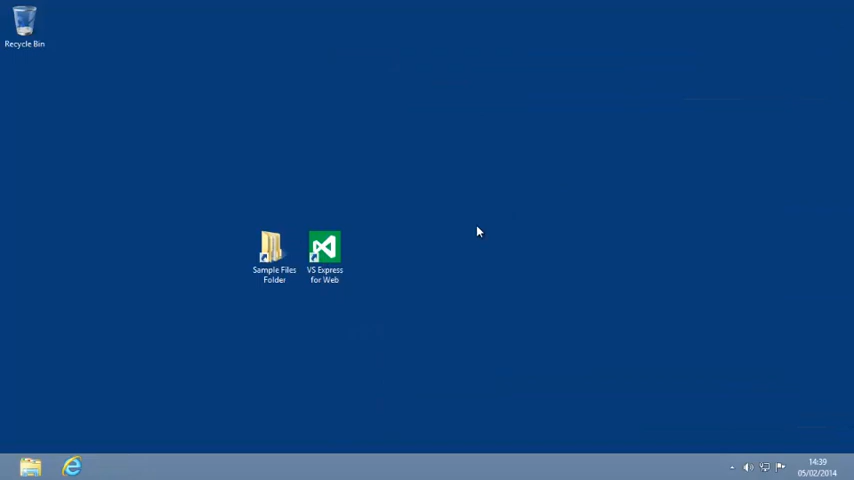 Recycle Bin
Sample Files
Folder
VS Express
for Web
14:39
05/02/2014